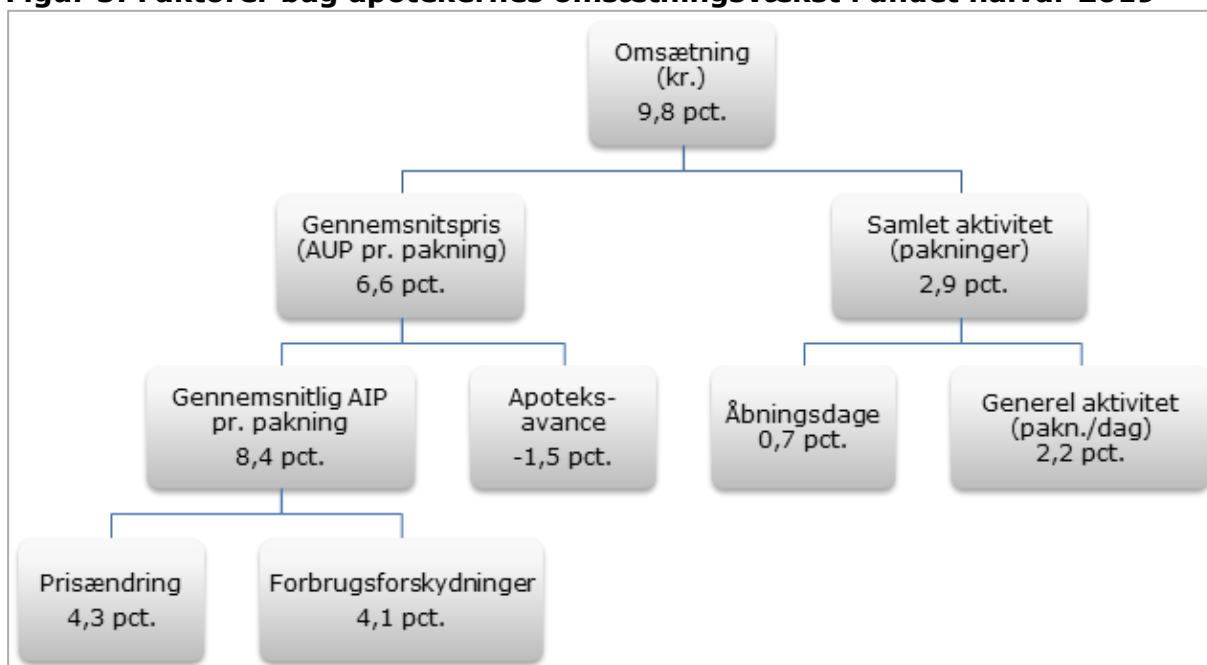 Figur Faktorer bag apotekernes omsætningsvækst i andet halvår 2019
Omsætning
(kr.)
9,8 pct.
Gennemsnitspris
(AUP pr. pakning)
6,6 pct.
Samlet aktivitet
(pakninger)
2,9 pct.
Gennemsnitlig AIP
pr. pakning
8,4 pct.
Apoteks-
avance
-1,5 pct.
Åbningsdage
0,7 pct.
Generel aktivitet
(pakn./dag)
2,2 pct.
Prisændring
4,3 pct.
Forbrugsforskydninger
4,1 pct.